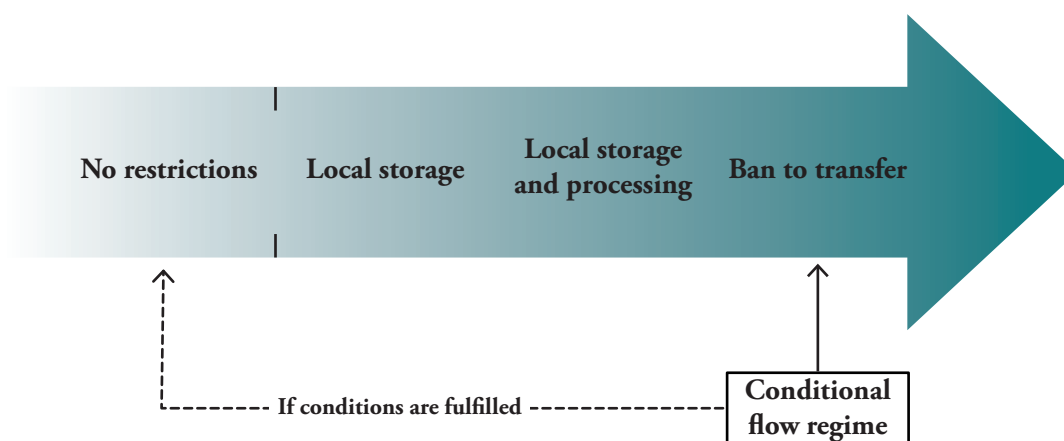 No restrictions
Local storage
Local storage
and processing
Ban to transfer
If conditions are fulfilled
Conditional
flow regime